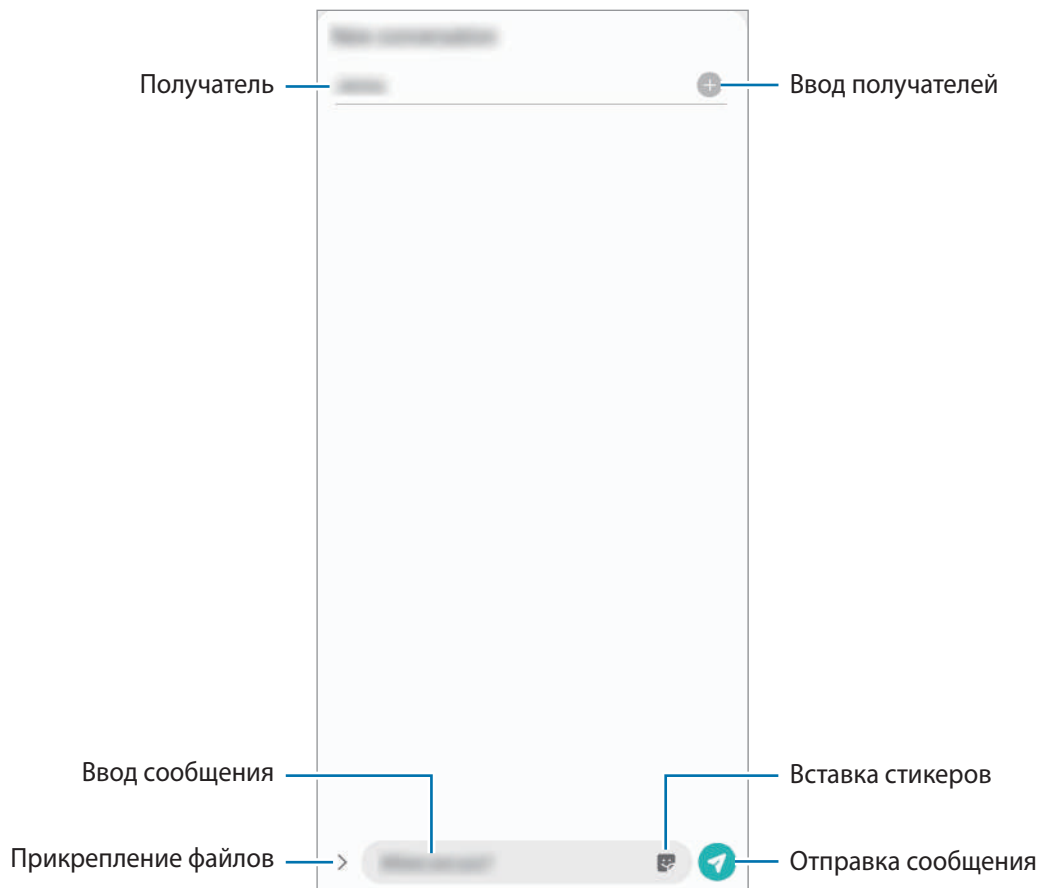 Получатель
Ввод получателей
Ввод сообщения
Вставка стикеров
Прикрепление файлов
Отправка сообщения